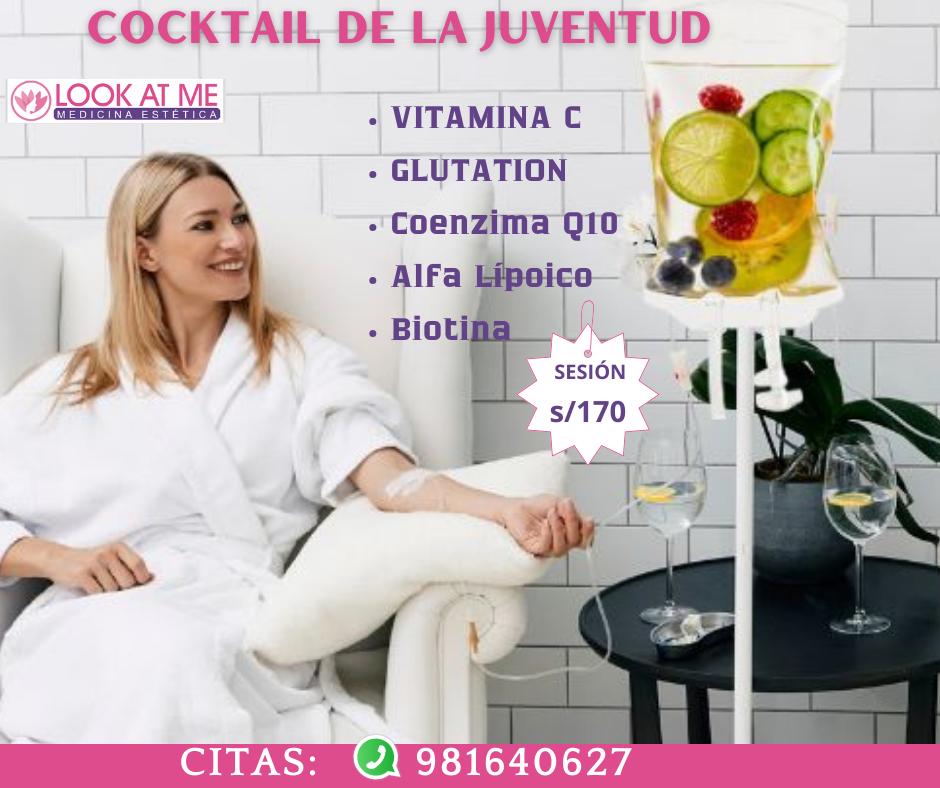 COCKTAIL DE LA JUVENTUD
LOOK AT ME
MEDICINA ESTÉTICA
• VITAMINA C
• GLUTATION
• Coenzima Q10
• Alfa Lípoico
• Biotina
SESIÓN
s/170
CITAS: 981640627